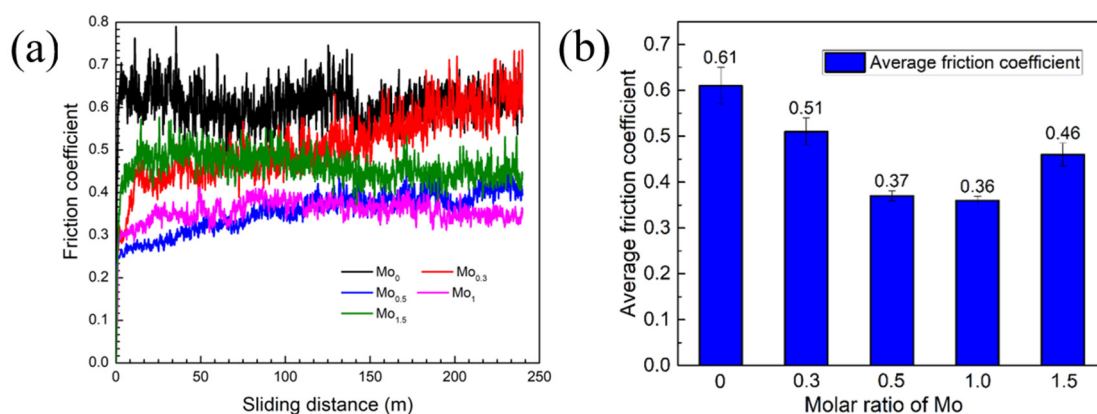 (a)
Friction coefficient
0.8
0.7
0.6
0.5
0.4
0.3
0.2
0.1
0.0
Mo0 Mo0.3
Mo0.5 Mo1
Mo1.5
0 50 100 150 200 250
Sliding distance (m)
(b)
Average friction coefficient
0.7
0.6
0.5
0.4
0.3
0.2
0.1
0.0
Average friction coefficient
0.61
0.51
0.37
0.36
0.46
0 0.3 0.5 1.0 1.5
Molar ratio of Mo